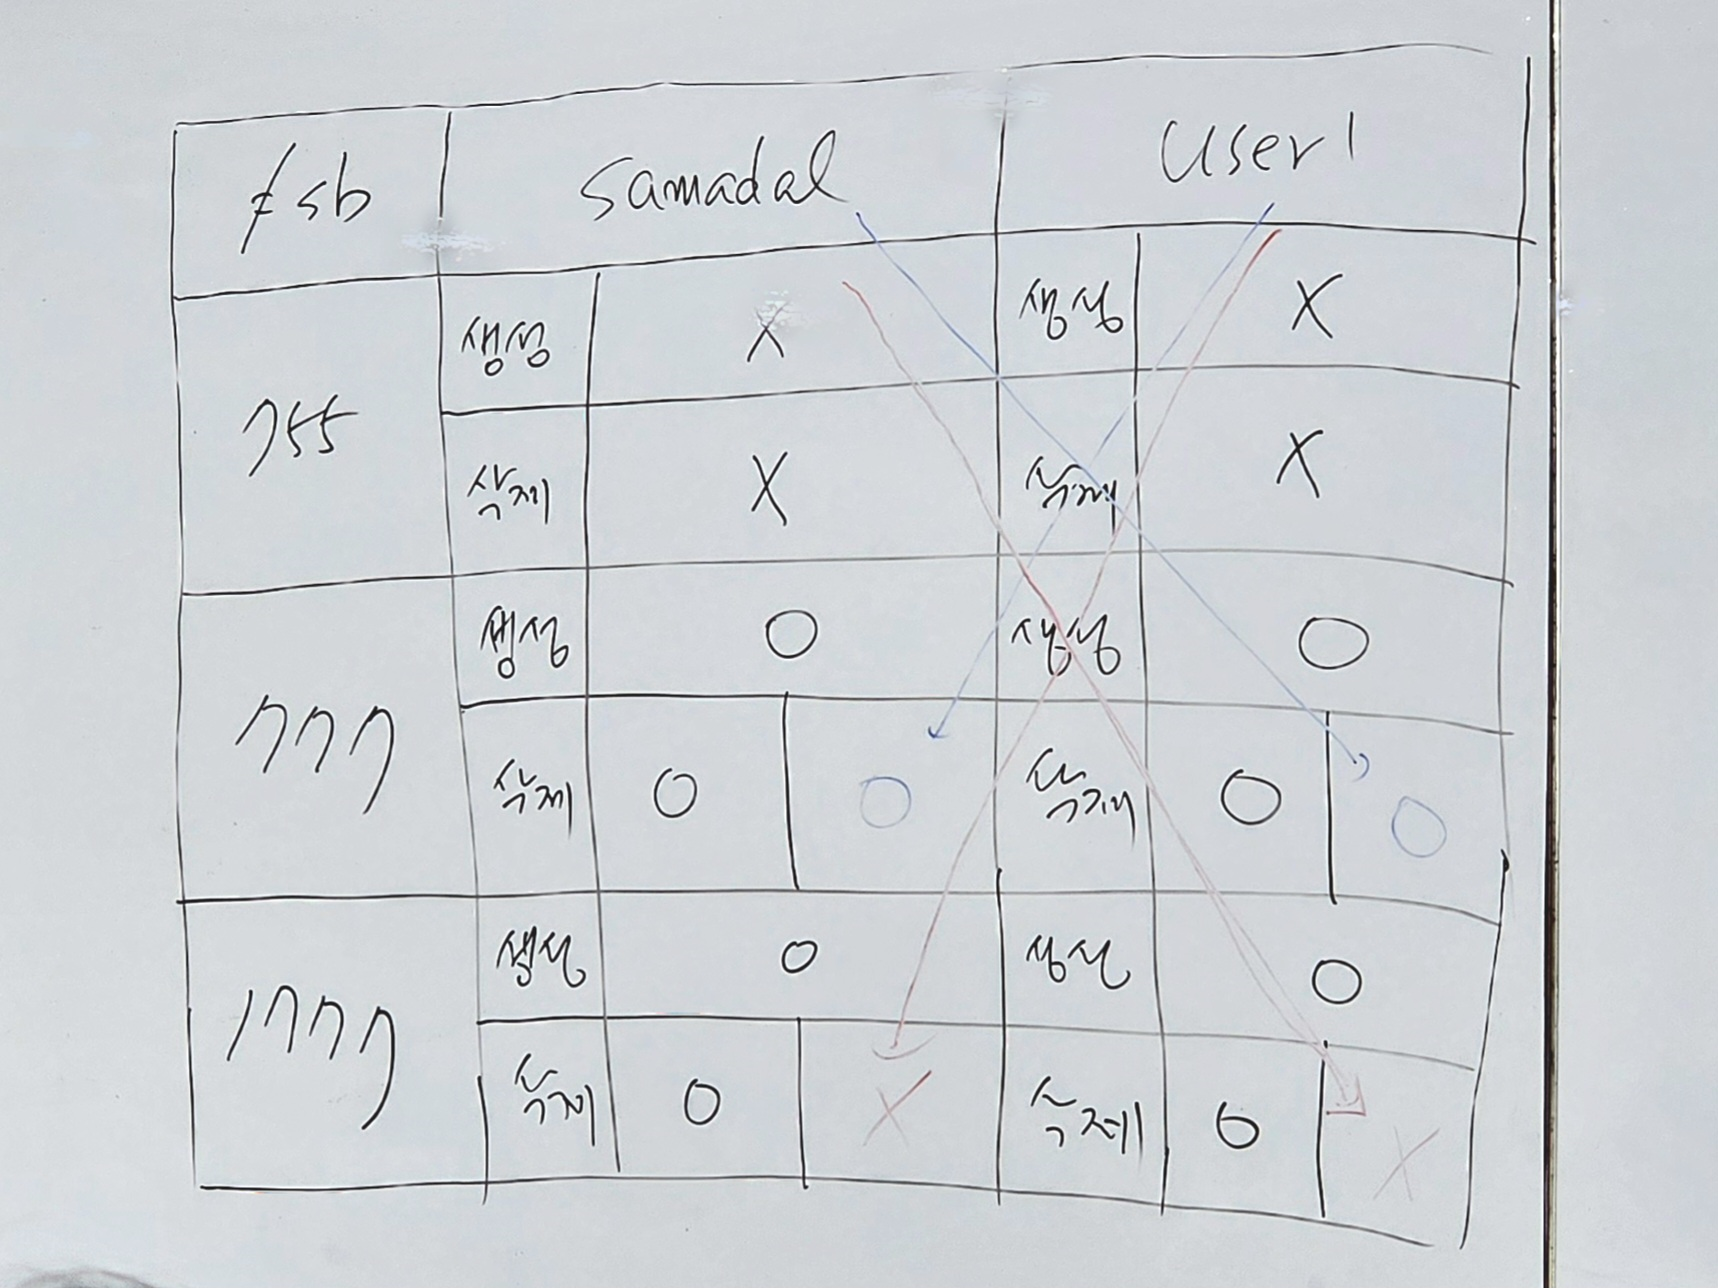 fsb samadal user1
755 생성 X 생성 X
삭제 X 삭제 X
777 생성 O 생성 O
삭제 O O 삭제 O O
1777 생성 O 생성 O
삭제 O X 삭제 O X